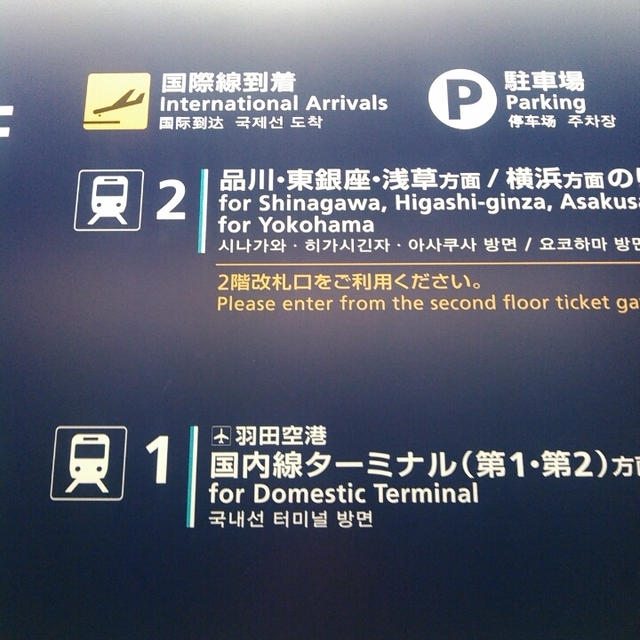 国際線到着
International Arrivals
国际到达 국제선 도착
P
駐車場
Parking
停车场 주차장
2
品川・東銀座・浅草方面 / 横浜方面の
for Shinagawa, Higashi-ginza, Asakus
for Yokohama
시나가와・히가시긴자・아사쿠사 방면 / 요코하마 방면
2階改札口をご利用ください。
Please enter from the second floor ticket ga
1
羽田空港
国内線ターミナル(第1・第2)方
for Domestic Terminal
국내선 터미널 방면